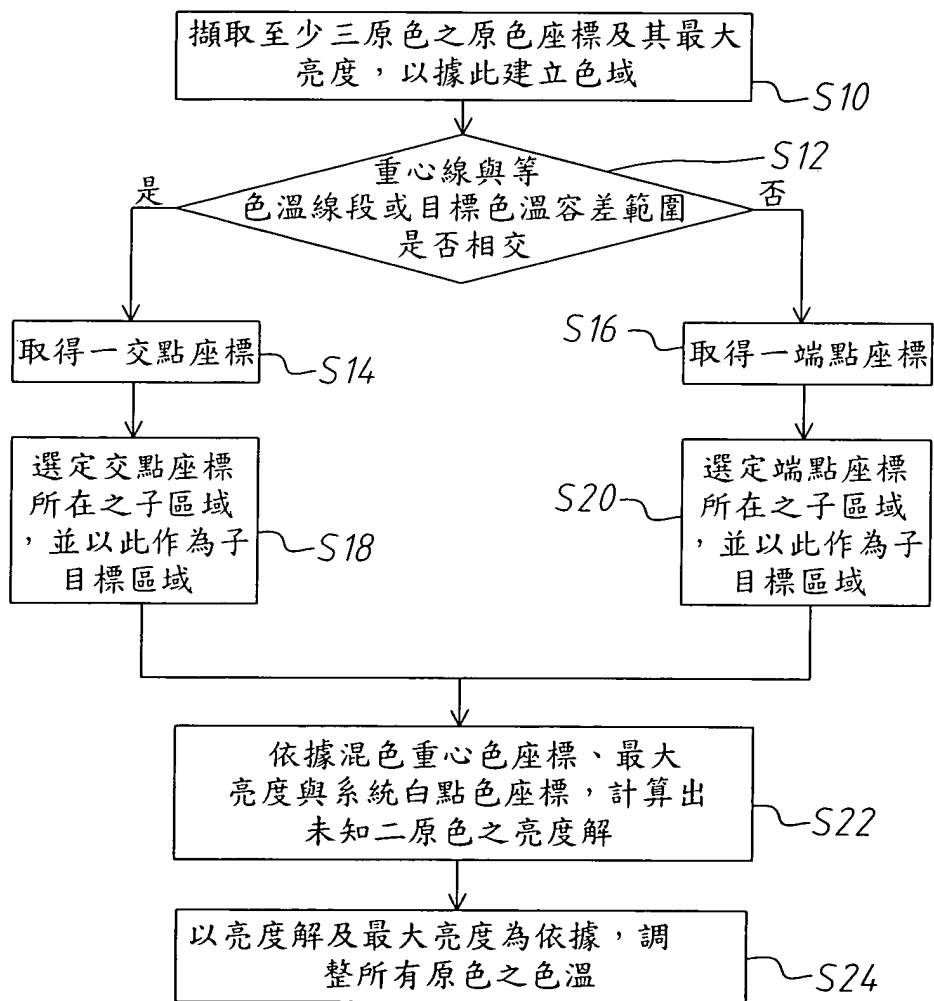 擷取至少三原色之原色座標及其最大
亮度，以據此建立色域
S10
S12
重心線與等
色溫線段或目標色溫容差範圍
是否相交
是
否
取得一交點座標
S14
S16
取得一端點座標
選定交點座標
所在之子區域
，並以此作為子
目標區域
S18
S20
選定端點座標
所在之子區域
，並以此作為子
目標區域
依據混色重心色座標、最大
亮度與系統白點色座標，計算出
未知二原色之亮度解
S22
以亮度解及最大亮度為依據，調
整所有原色之色溫
S24